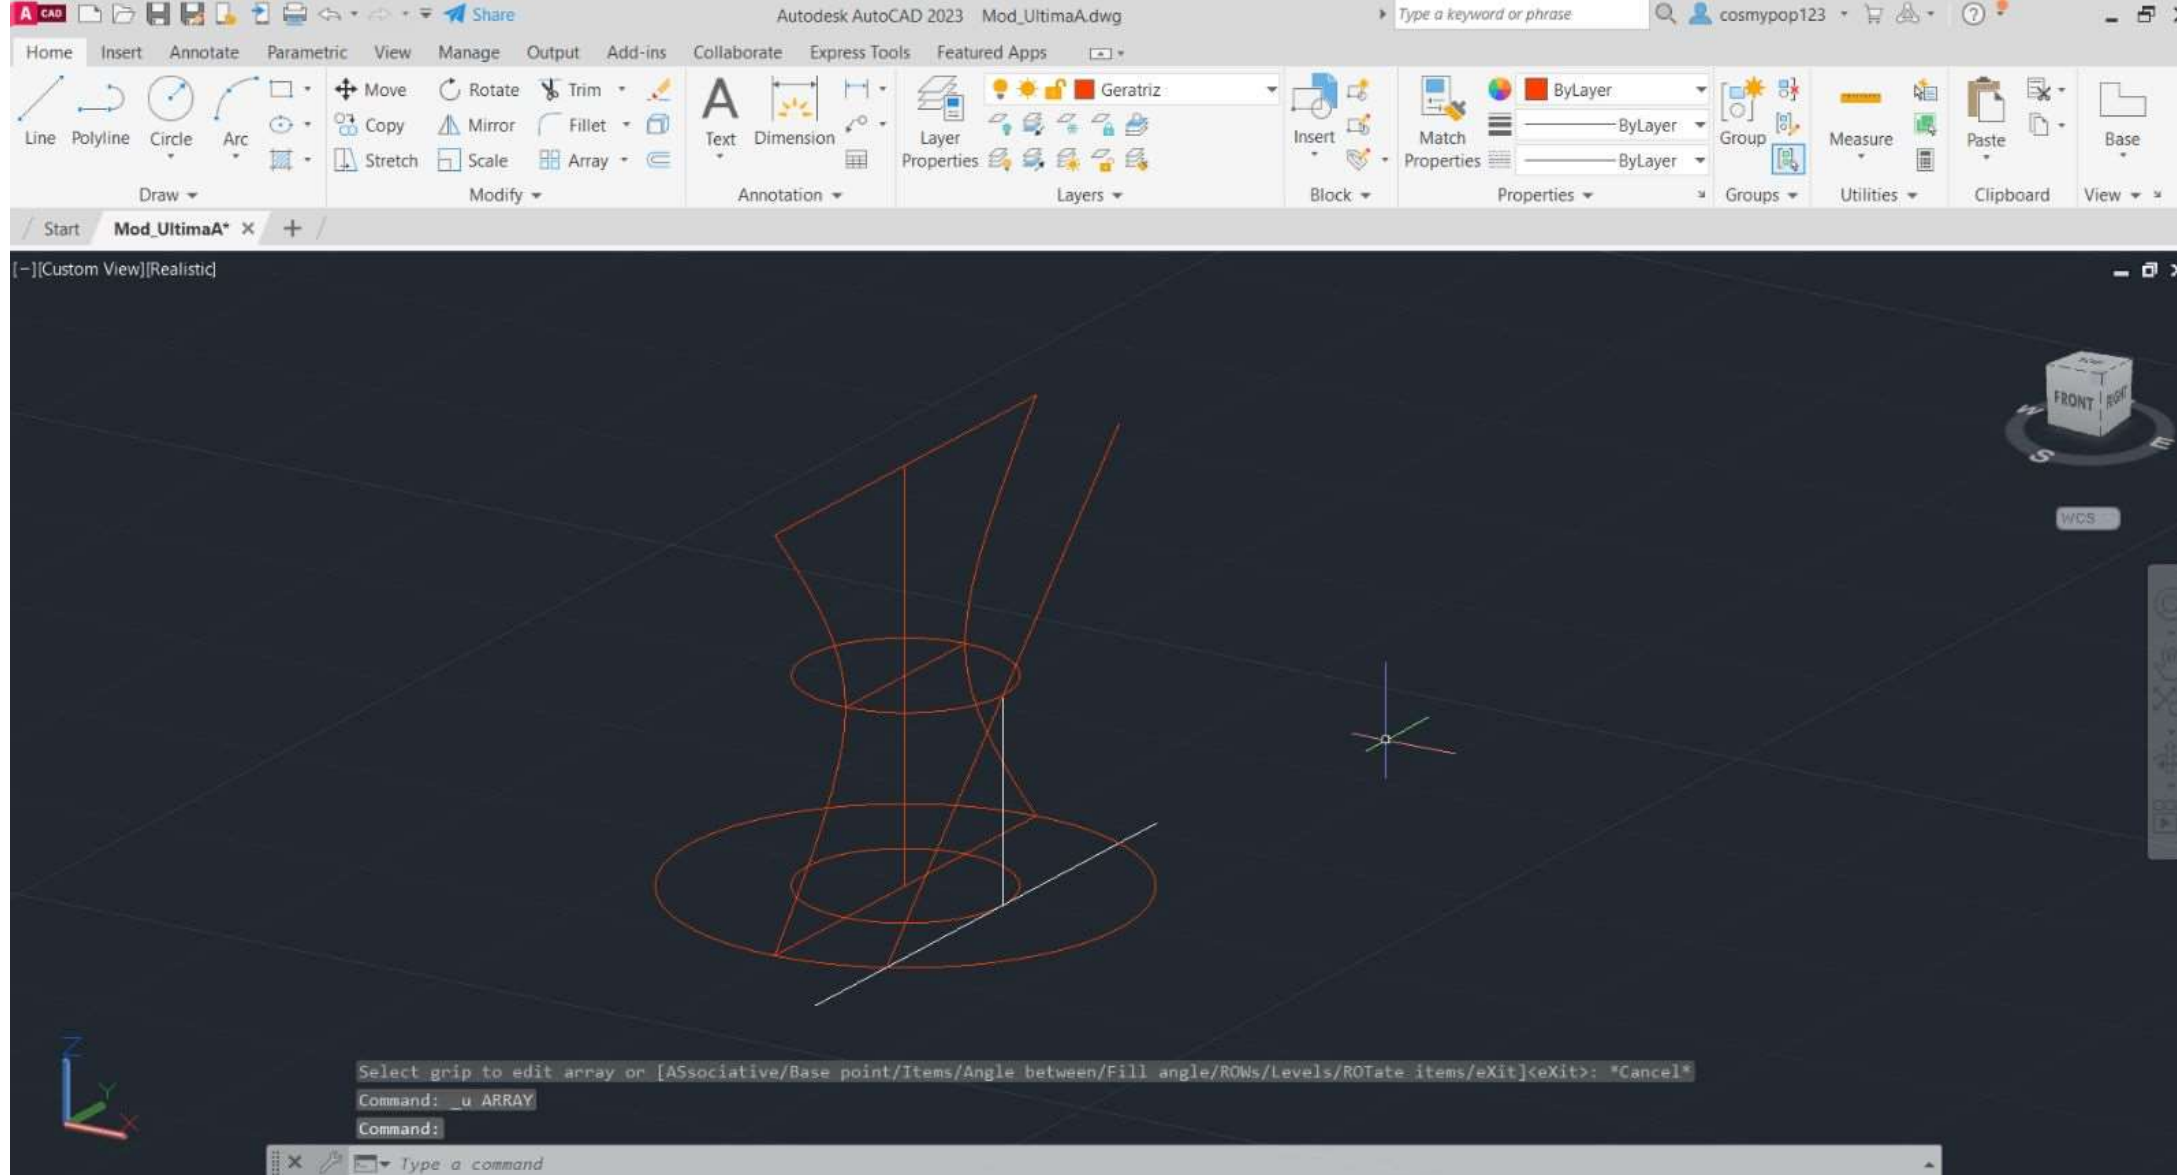 A CAD Share Autodesk AutoCAD 2023 Mod_UltimaA.dwg Type a keyword or phrase cosmypop123
Home Insert Annotate Parametric View Manage Output Add-ins Collaborate Express Tools Featured Apps
Move Rotate Trim Geratriz ByLayer
Copy Mirror Fillet ByLayer
Line Polyline Circle Arc Text Dimension Layer Properties Insert Match Properties Group Measure Paste Base
Stretch Scale Array ByLayer
Draw Modify Annotation Layers Block Properties Groups Utilities Clipboard View
Start Mod_UltimaA*
[−][Custom View][Realistic]
FRONT RIGHT
W
E
S
WCS
Z
Y
X
Select grip to edit array or [ASsociative/Base point/Items/Angle between/Fill angle/ROWs/Levels/ROTate items/eXit]<eXit>: *Cancel*
Command: _u ARRAY
Command:
Type a command